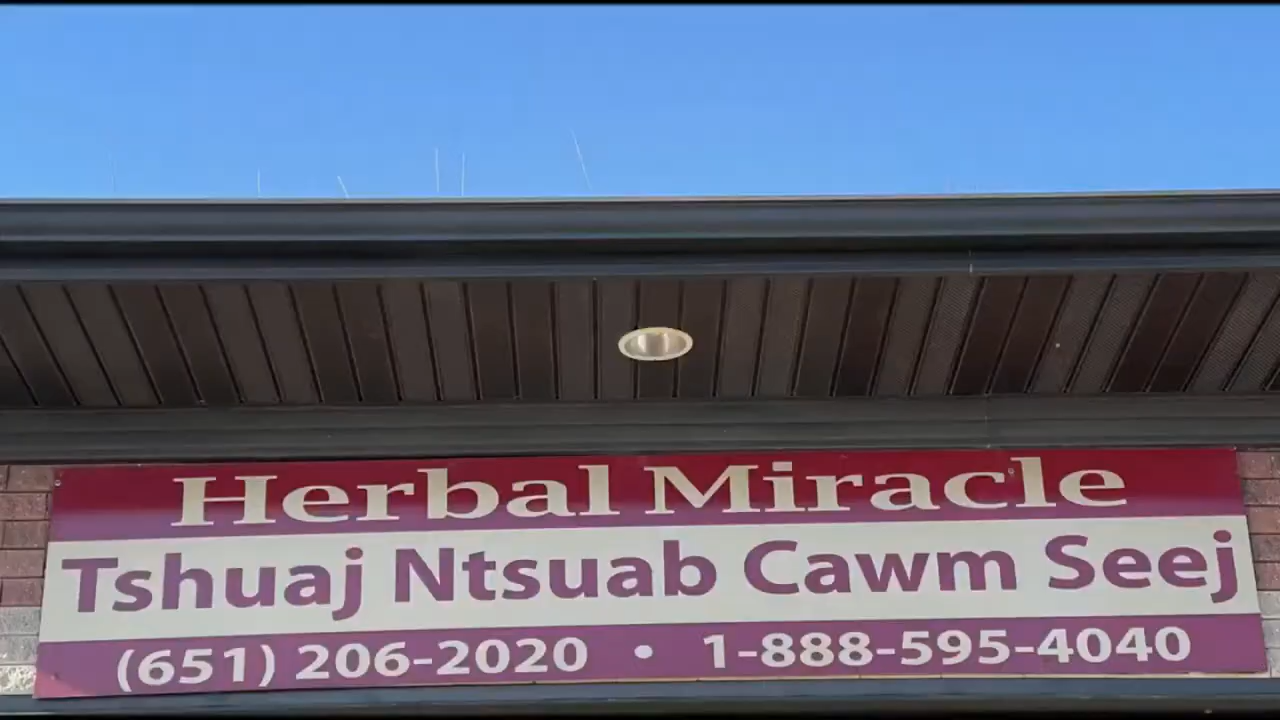 Herbal Miracle
Tshuaj Ntsuab Cawm Seej
(651) 206-2020 • 1-888-595-4040